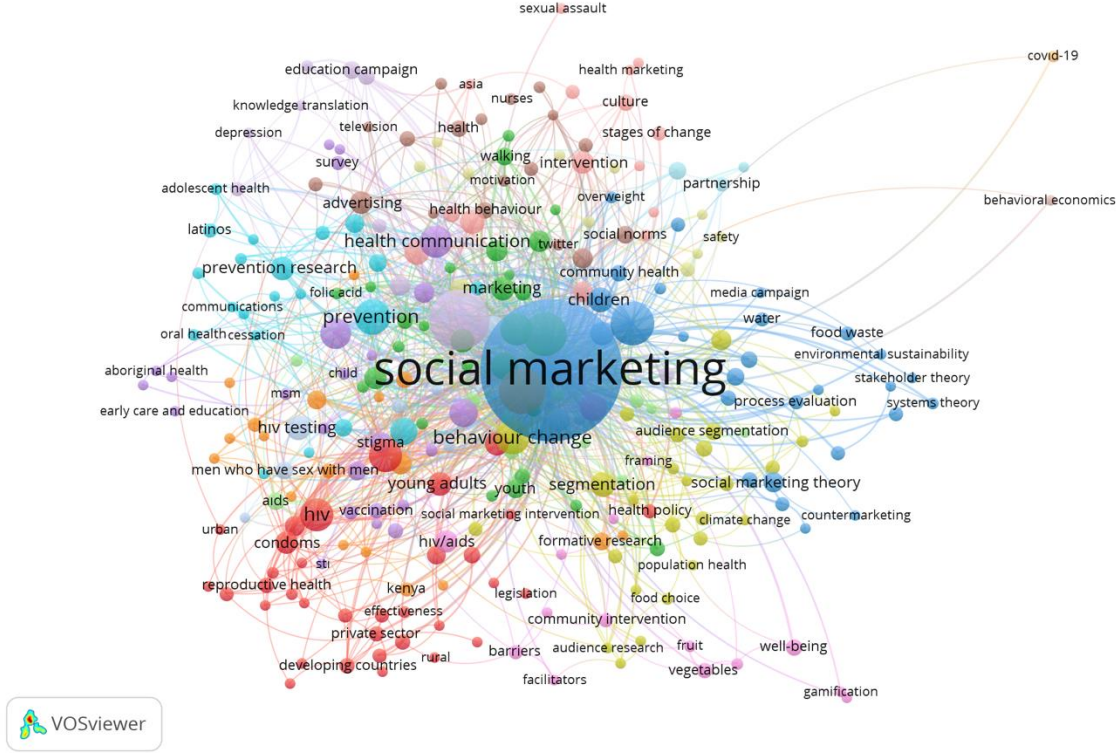 sexual assault
covid-19
education campaign
health marketing
asia
nurses
culture
knowledge translation
television
health
stages of change
depression
walking
survey
intervention
motivation
partnership
adolescent health
overweight
behavioral economics
advertising
health behaviour
latinos
social norms
safety
health communication
twitter
prevention research
community health
folic acid
marketing
children
media campaign
communications
prevention
water
oral health
cessation
food waste
environmental sustainability
social marketing
aboriginal health
child
stakeholder theory
msm
process evaluation
systems theory
early care and education
hiv testing
stigma
behaviour change
audience segmentation
men who have sex with men
framing
young adults
youth
segmentation
social marketing theory
aids
hiv
vaccination
social marketing intervention
health policy
climate change
countermarketing
urban
condoms
hiv/aids
formative research
sti
population health
reproductive health
kenya
legislation
food choice
effectiveness
community intervention
private sector
barriers
audience research
fruit
well-being
developing countries
rural
facilitators
vegetables
gamification
VOSviewer